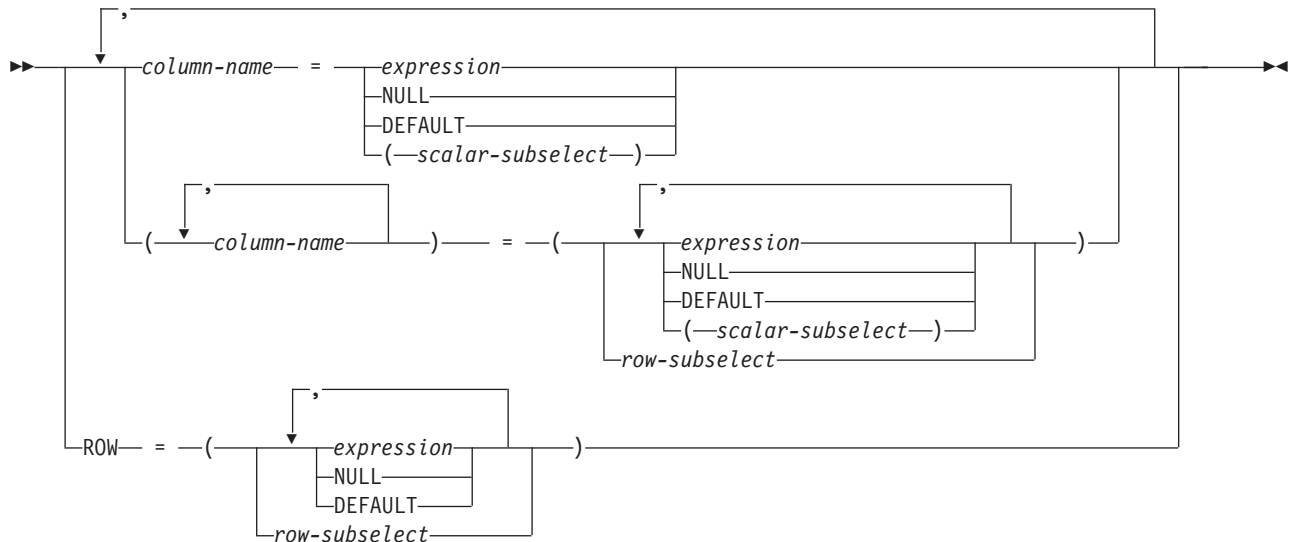 ,
column-name = expression
NULL
DEFAULT
( scalar-subselect )
, ,
( column-name ) = ( expression )
NULL
DEFAULT
( scalar-subselect )
row-subselect
,
ROW = ( expression )
NULL
DEFAULT
row-subselect